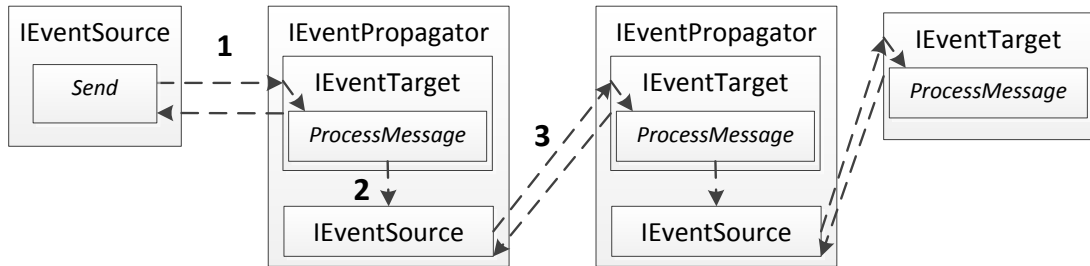 IEventSource
Send
1
IEventPropagator
IEventTarget
ProcessMessage
2
IEventSource
3
IEventPropagator
IEventTarget
ProcessMessage
IEventSource
IEventTarget
ProcessMessage